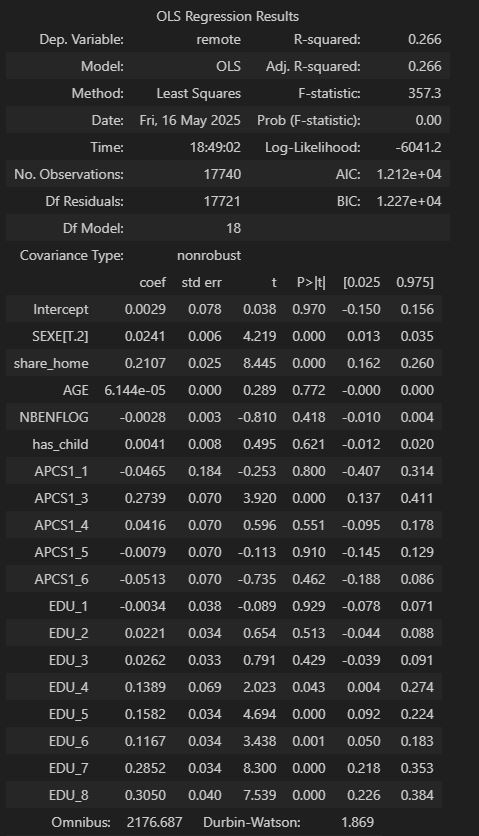 OLS Regression Results
Dep. Variable: remote R-squared: 0.266
Model: OLS Adj. R-squared: 0.266
Method: Least Squares F-statistic: 357.3
Date: Fri, 16 May 2025 Prob (F-statistic): 0.00
Time: 18:49:02 Log-Likelihood: -6041.2
No. Observations: 17740 AIC: 1.212e+04
Df Residuals: 17721 BIC: 1.227e+04
Df Model: 18
Covariance Type: nonrobust
coef std err t P>|t| [0.025 0.975]
Intercept 0.0029 0.078 0.038 0.970 -0.150 0.156
SEXE[T.2] 0.0241 0.006 4.219 0.000 0.013 0.035
share_home 0.2107 0.025 8.445 0.000 0.162 0.260
AGE 6.144e-05 0.000 0.289 0.772 -0.000 0.000
NBENFLOG -0.0028 0.003 -0.810 0.418 -0.010 0.004
has_child 0.0041 0.008 0.495 0.621 -0.012 0.020
APCS1_1 -0.0465 0.184 -0.253 0.800 -0.407 0.314
APCS1_3 0.2739 0.070 3.920 0.000 0.137 0.411
APCS1_4 0.0416 0.070 0.596 0.551 -0.095 0.178
APCS1_5 -0.0079 0.070 -0.113 0.910 -0.145 0.129
APCS1_6 -0.0513 0.070 -0.735 0.462 -0.188 0.086
EDU_1 -0.0034 0.038 -0.089 0.929 -0.078 0.071
EDU_2 0.0221 0.034 0.654 0.513 -0.044 0.088
EDU_3 0.0262 0.033 0.791 0.429 -0.039 0.091
EDU_4 0.1389 0.069 2.023 0.043 0.004 0.274
EDU_5 0.1582 0.034 4.694 0.000 0.092 0.224
EDU_6 0.1167 0.034 3.438 0.001 0.050 0.183
EDU_7 0.2852 0.034 8.300 0.000 0.218 0.353
EDU_8 0.3050 0.040 7.539 0.000 0.226 0.384
Omnibus: 2176.687 Durbin-Watson: 1.869